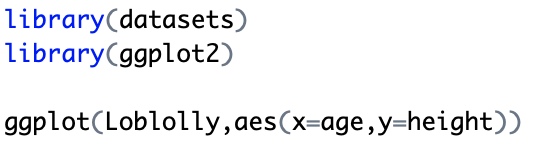 library(datasets)
library(ggplot2)
ggplot(Loblolly,aes(x=age,y=height))